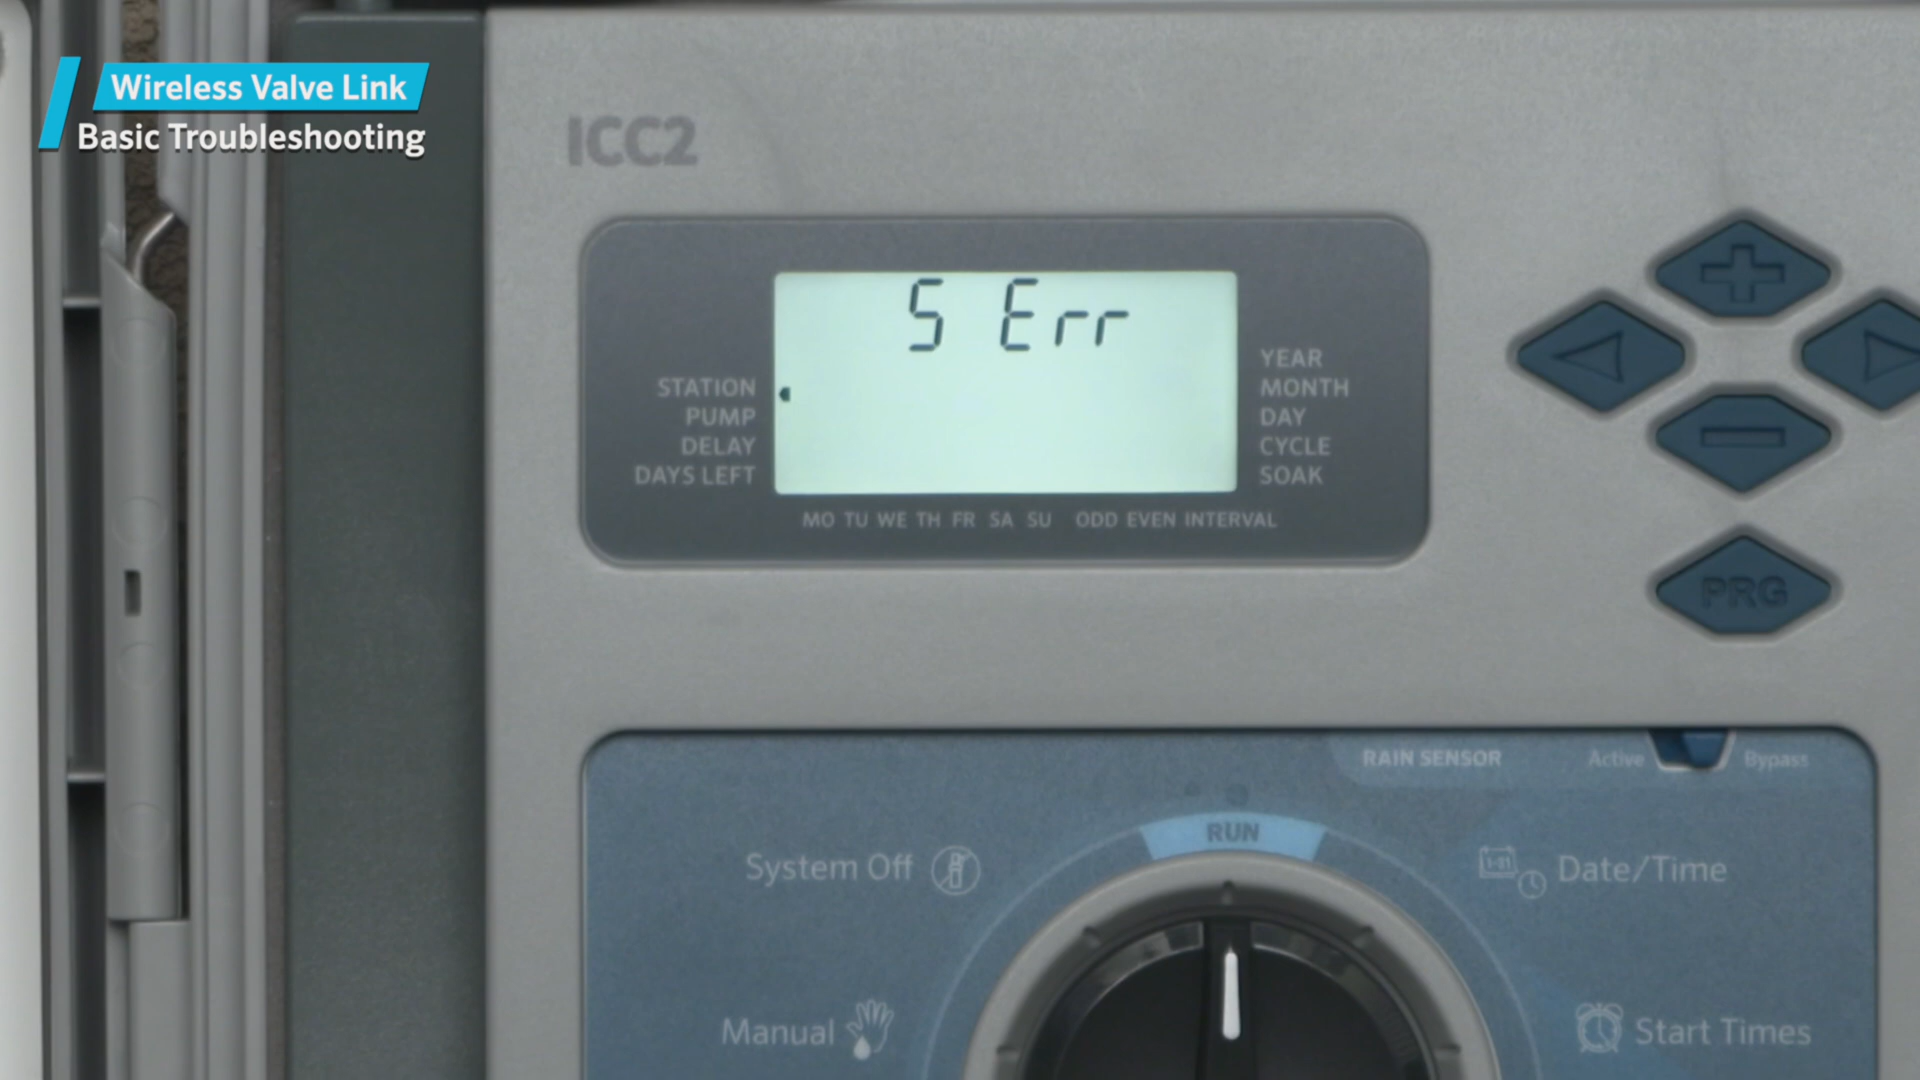 Wireless Valve Link
Basic Troubleshooting
ICC2
5 Err
STATION
PUMP
DELAY
DAYS LEFT
YEAR
MONTH
DAY
CYCLE
SOAK
MO TU WE TH FR SA SU ODD EVEN INTERVAL
PRG
RAIN SENSOR Active Bypass
RUN
System Off
1-31
Date/Time
Manual
Start Times